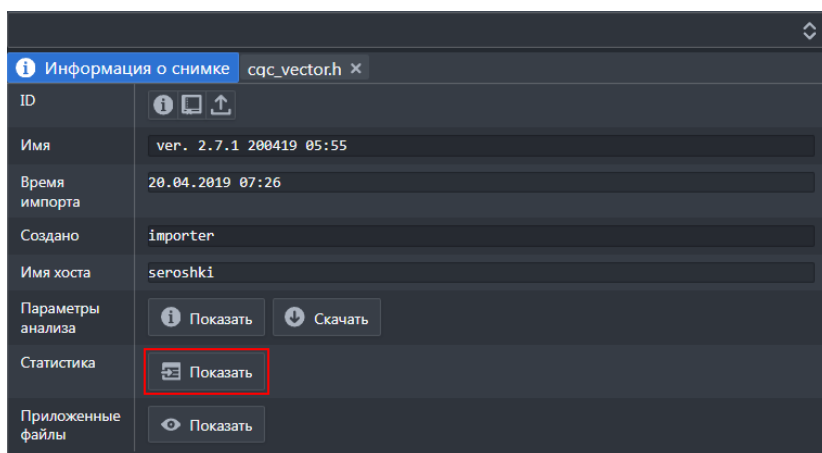 Информация о снимке cqc_vector.h ×
ID
Имя ver. 2.7.1 200419 05:55
Время 20.04.2019 07:26
импорта
Создано importer
Имя хоста seroshki
Параметры
анализа Показать Скачать
Статистика Показать
Приложенные
файлы Показать